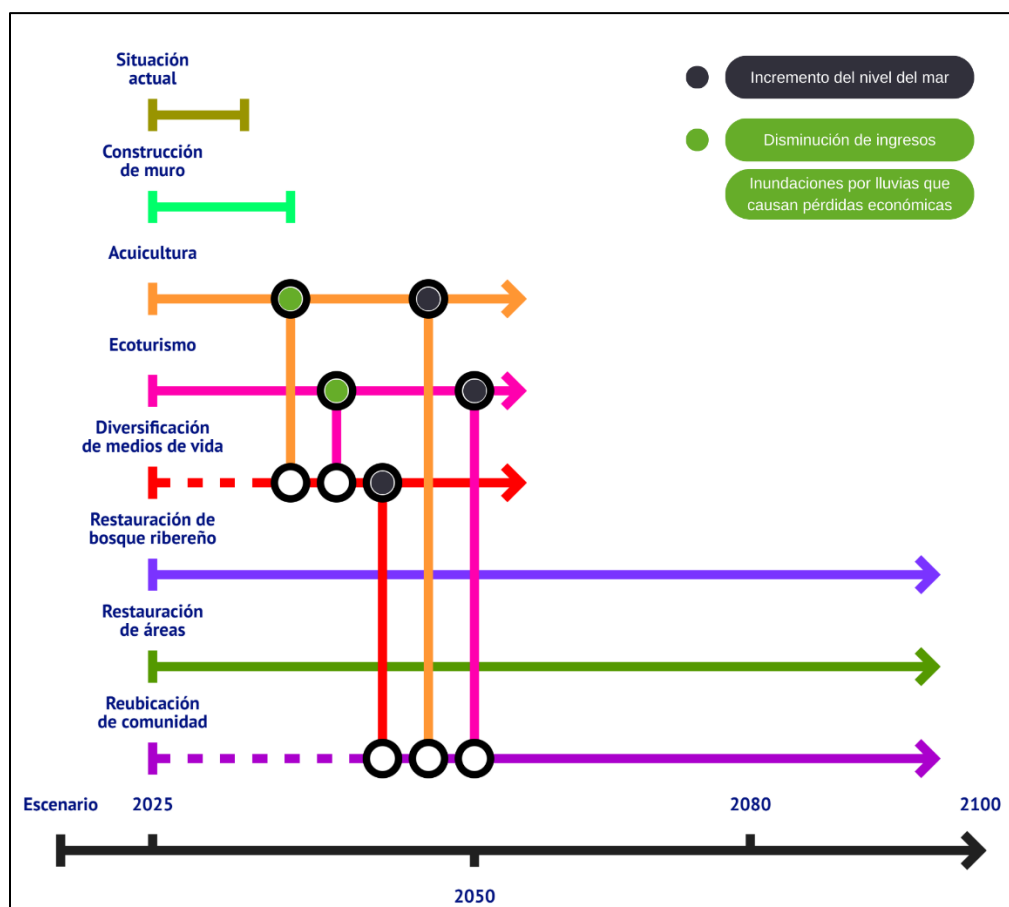 Situación
actual
Incremento del nivel del mar
Disminución de ingresos
Construcción
de muro
Inundaciones por lluvias que
causan pérdidas económicas
Acuicultura
Ecoturismo
Diversificación
de medios de vida
Restauración de
bosque ribereño
Restauración
de áreas
Reubicación
de comunidad
Escenario
2025
2080
2100
2050